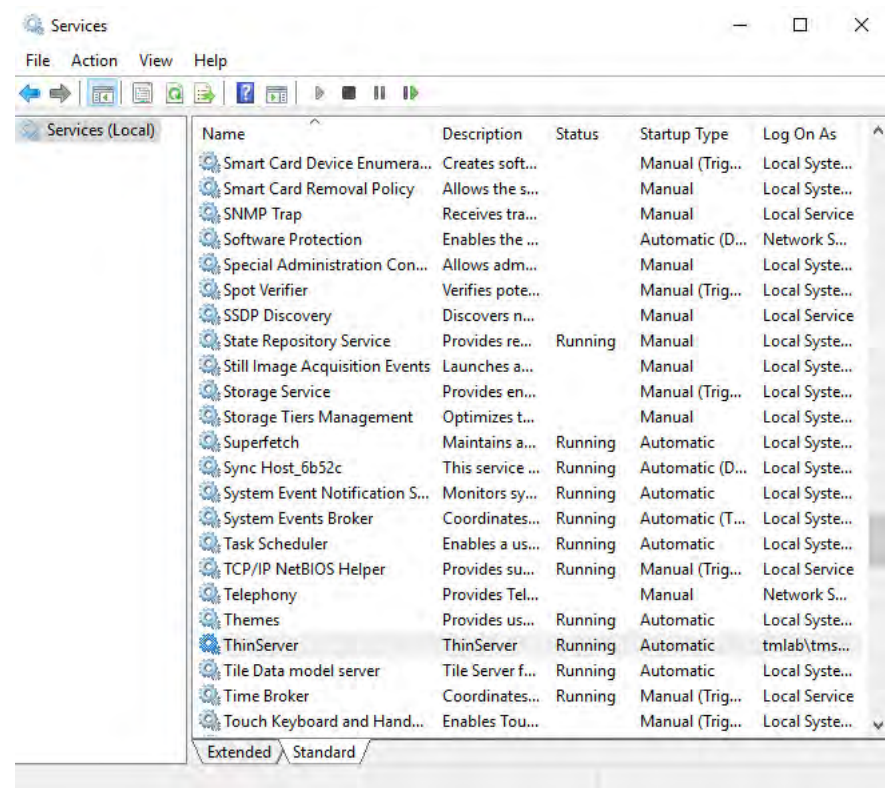 Services
File Action View Help
Services (Local)
Name Description Status Startup Type Log On As
Smart Card Device Enumera... Creates soft... Manual (Trig... Local Syste...
Smart Card Removal Policy Allows the s... Manual Local Syste...
SNMP Trap Receives tra... Manual Local Service
Software Protection Enables the ... Automatic (D... Network S...
Special Administration Con... Allows adm... Manual Local Syste...
Spot Verifier Verifies pote... Manual (Trig... Local Syste...
SSDP Discovery Discovers n... Manual Local Service
State Repository Service Provides re... Running Manual Local Syste...
Still Image Acquisition Events Launches a... Manual Local Syste...
Storage Service Provides en... Manual (Trig... Local Syste...
Storage Tiers Management Optimizes t... Manual Local Syste...
Superfetch Maintains a... Running Automatic Local Syste...
Sync Host_6b52c This service ... Running Automatic (D... Local Syste...
System Event Notification S... Monitors sy... Running Automatic Local Syste...
System Events Broker Coordinates... Running Automatic (T... Local Syste...
Task Scheduler Enables a us... Running Automatic Local Syste...
TCP/IP NetBIOS Helper Provides su... Running Manual (Trig... Local Service
Telephony Provides Tel... Manual Network S...
Themes Provides us... Running Automatic Local Syste...
ThinServer ThinServer Running Automatic tmlab\tms...
Tile Data model server Tile Server f... Running Automatic Local Syste...
Time Broker Coordinates... Running Manual (Trig... Local Service
Touch Keyboard and Hand... Enables Tou... Manual (Trig... Local Syste...
Extended Standard